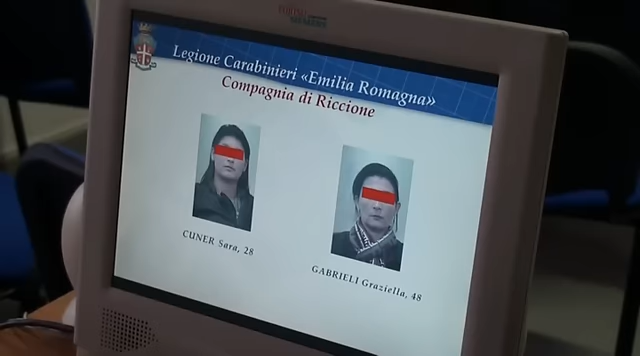 Legione Carabinieri «Emilia Romagna»
Compagnia di Riccione
CUNER Sara, 28
GABRIELI Graziella, 48